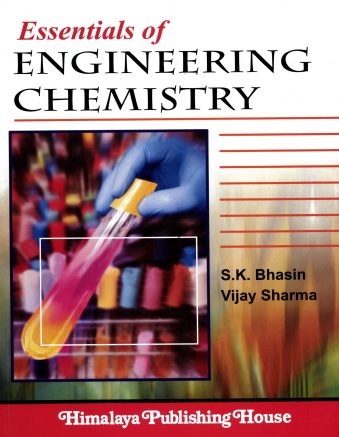 Essentials of
ENGINEERING
CHEMISTRY
S.K. Bhasin
Vijay Sharma
Himalaya Publishing House